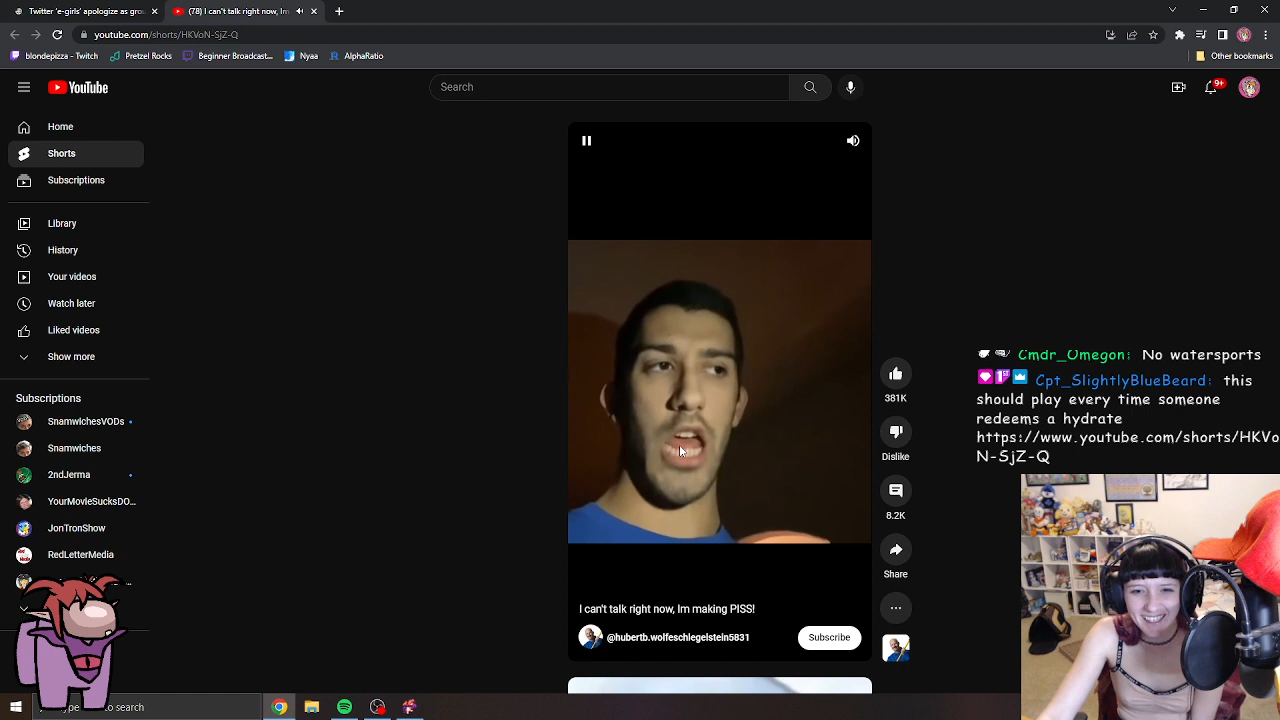 Twitter 'e-girls' apologize as grou
(78) I can't talk right now, Im
youtube.com/shorts/HKVoN-SjZ-Q
blondepizza - Twitch
Pretzel Rocks
Beginner Broadcast...
Nyaa
AlphaRatio
Other bookmarks
YouTube
Search
9+
Home
Shorts
Subscriptions
Library
History
Your videos
Watch later
Liked videos
Show more
Subscriptions
SnamwichesVODs
Snamwiches
2ndJerma
YourMovieSucksDO...
JonTronShow
RedLetterMedia
381K
Dislike
8.2K
Share
I can't talk right now, Im making PISS!
@hubertb.wolfeschlegelstein5831
Subscribe
Cmdr_Omegon: No watersports
Cpt_SlightlyBlueBeard: this
should play every time someone
redeems a hydrate
https://www.youtube.com/shorts/HKVo
N-SjZ-Q
pe here to search